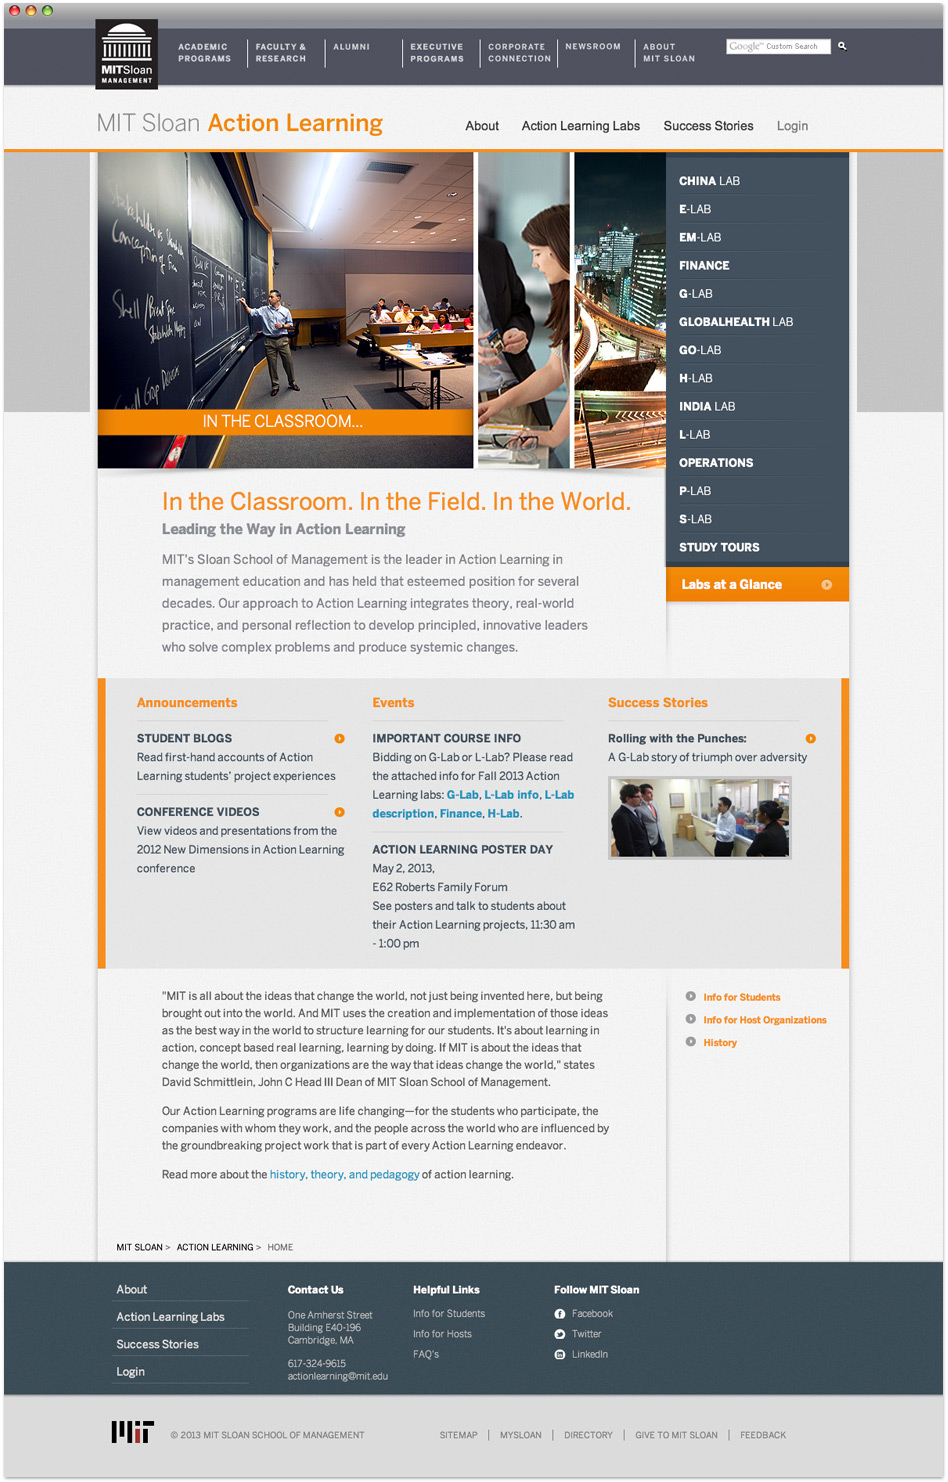 MITSloan
MANAGEMENT
ACADEMIC
PROGRAMS
FACULTY &
RESEARCH
ALUMNI
EXECUTIVE
PROGRAMS
CORPORATE
CONNECTION
NEWSROOM
ABOUT
MIT SLOAN
Google™ Custom Search
MIT Sloan Action Learning
About
Action Learning Labs
Success Stories
Login
IN THE CLASSROOM...
CHINA LAB
E-LAB
EM-LAB
FINANCE
G-LAB
GLOBALHEALTH LAB
GO-LAB
H-LAB
INDIA LAB
L-LAB
OPERATIONS
P-LAB
S-LAB
STUDY TOURS
Labs at a Glance
In the Classroom. In the Field. In the World.
Leading the Way in Action Learning
MIT's Sloan School of Management is the leader in Action Learning in
management education and has held that esteemed position for several
decades. Our approach to Action Learning integrates theory, real-world
practice, and personal reflection to develop principled, innovative leaders
who solve complex problems and produce systemic changes.
Announcements
STUDENT BLOGS
Read first-hand accounts of Action
Learning students' project experiences
CONFERENCE VIDEOS
View videos and presentations from the
2012 New Dimensions in Action Learning
conference
Events
IMPORTANT COURSE INFO
Bidding on G-Lab or L-Lab? Please read
the attached info for Fall 2013 Action
Learning labs: G-Lab, L-Lab info, L-Lab
description, Finance, H-Lab.
ACTION LEARNING POSTER DAY
May 2, 2013,
E62 Roberts Family Forum
See posters and talk to students about
their Action Learning projects, 11:30 am
- 1:00 pm
Success Stories
Rolling with the Punches:
A G-Lab story of triumph over adversity
"MIT is all about the ideas that change the world, not just being invented here, but being
brought out into the world. And MIT uses the creation and implementation of those ideas
as the best way in the world to structure learning for our students. It's about learning in
action, concept based real learning, learning by doing. If MIT is about the ideas that
change the world, then organizations are the way that ideas change the world," states
David Schmittlein, John C Head III Dean of MIT Sloan School of Management.
Our Action Learning programs are life changing—for the students who participate, the
companies with whom they work, and the people across the world who are influenced by
the groundbreaking project work that is part of every Action Learning endeavor.
Read more about the history, theory, and pedagogy of action learning.
Info for Students
Info for Host Organizations
History
MIT SLOAN > ACTION LEARNING > HOME
About
Action Learning Labs
Success Stories
Login
Contact Us
One Amherst Street
Building E40-196
Cambridge, MA
617-324-9615
actionlearning@mit.edu
Helpful Links
Info for Students
Info for Hosts
FAQ's
Follow MIT Sloan
Facebook
Twitter
LinkedIn
MIT
© 2013 MIT SLOAN SCHOOL OF MANAGEMENT
SITEMAP | MYSLOAN | DIRECTORY | GIVE TO MIT SLOAN | FEEDBACK